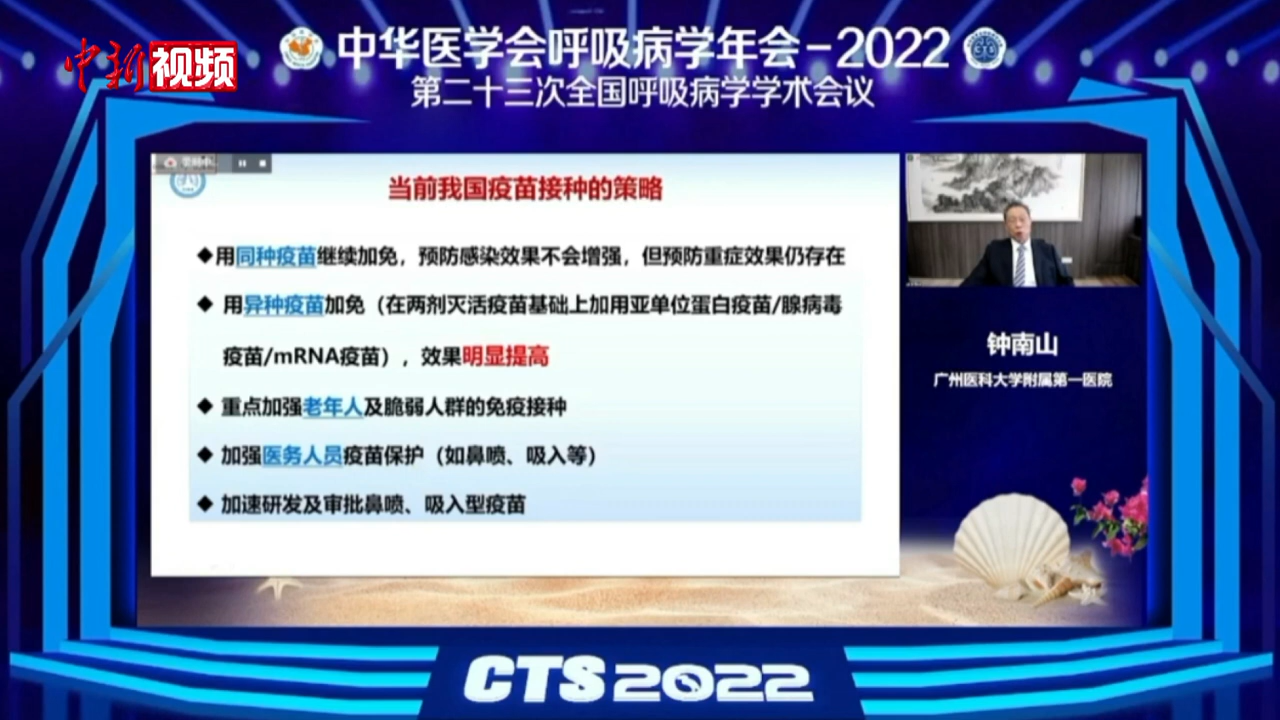 中新视频
中华医学会呼吸病学年会-2022
第二十三次全国呼吸病学学术会议
当前我国疫苗接种的策略
◆用同种疫苗继续加免，预防感染效果不会增强，但预防重症效果仍存在
◆ 用异种疫苗加免（在两剂灭活疫苗基础上加用亚单位蛋白疫苗/腺病毒
疫苗/mRNA疫苗），效果明显提高
◆ 重点加强老年人及脆弱人群的免疫接种
◆ 加强医务人员疫苗保护（如鼻喷、吸入等）
◆ 加速研发及审批鼻喷、吸入型疫苗
钟南山
广州医科大学附属第一医院
CTS2022